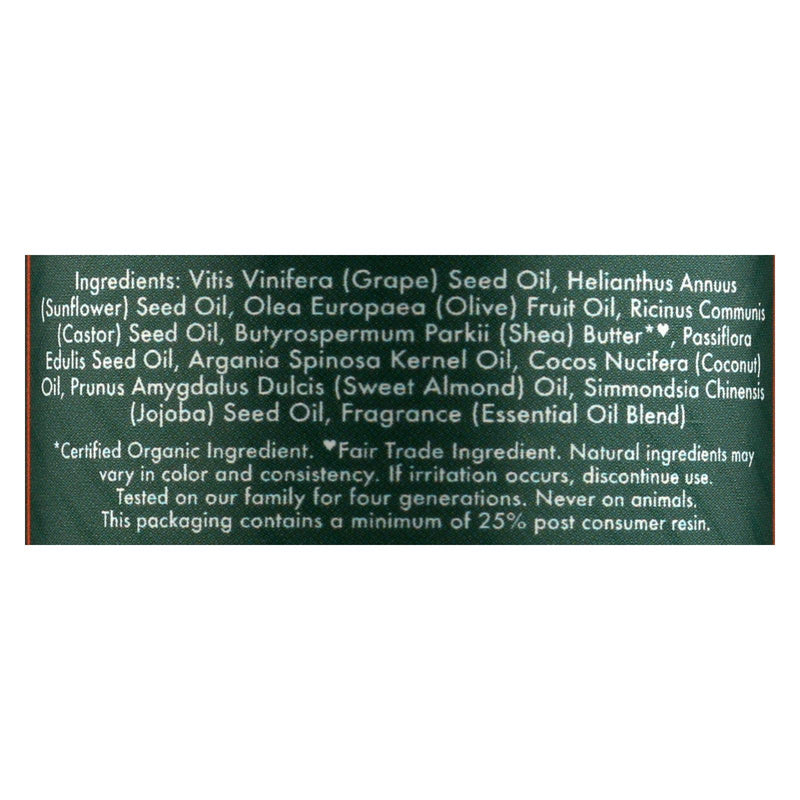 Ingredients: Vitis Vinifera (Grape) Seed Oil, Helianthus Annuus
(Sunflower) Seed Oil, Olea Europaea (Olive) Fruit Oil, Ricinus Communis
(Castor) Seed Oil, Butyrospermum Parkii (Shea) Butter*♥, Passiflora
Edulis Seed Oil, Argania Spinosa Kernel Oil, Cocos Nucifera (Coconut)
Oil, Prunus Amygdalus Dulcis (Sweet Almond) Oil, Simmondsia Chinensis
(Jojoba) Seed Oil, Fragrance (Essential Oil Blend)
*Certified Organic Ingredient. ♥Fair Trade Ingredient. Natural ingredients may
vary in color and consistency. If irritation occurs, discontinue use.
Tested on our family for four generations. Never on animals.
This packaging contains a minimum of 25% post consumer resin.